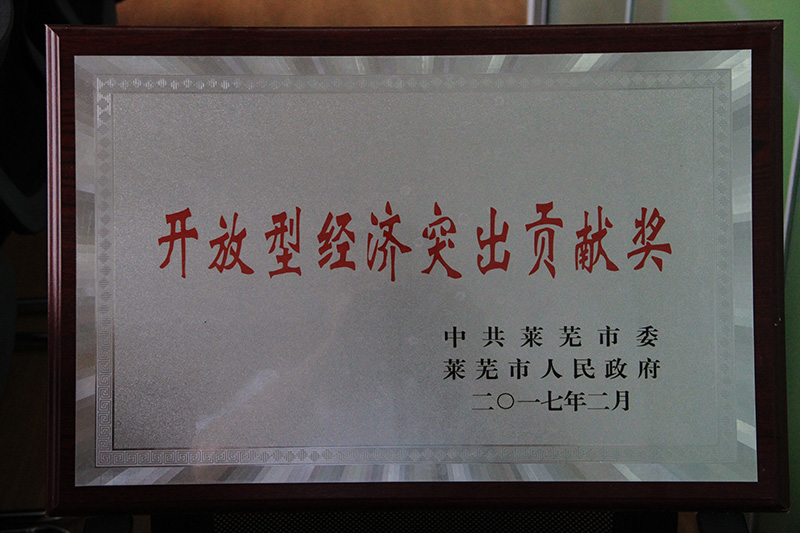 开放型经济突出贡献奖
中共莱芜市委
莱芜市人民政府
二〇一七年二月